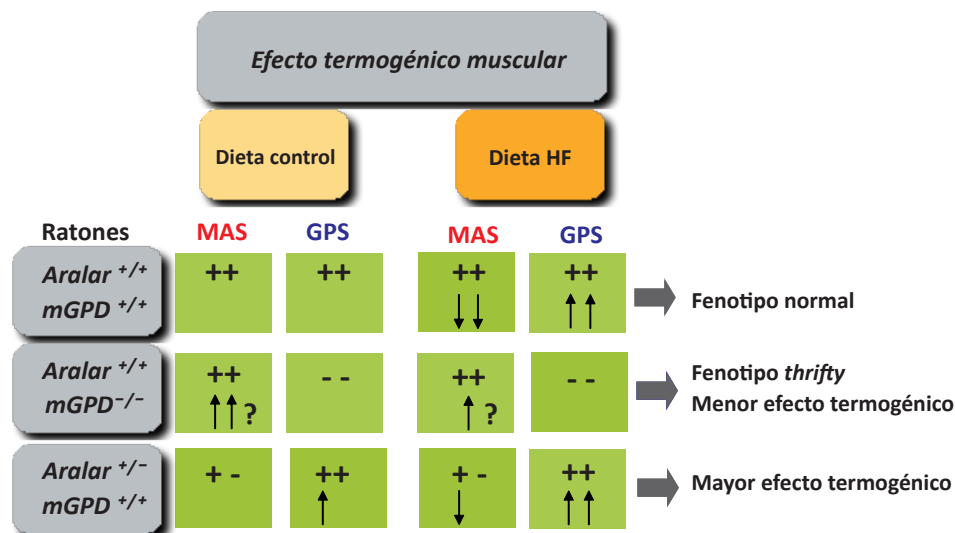 Efecto termogénico muscular
Dieta control
Dieta HF
Ratones
MAS
GPS
MAS
GPS
Aralar +/+
mGPD +/+
++
++
++
↓↓
++
↑↑
Fenotipo normal
Aralar +/+
mGPD−/−
++
↑↑ ?
- -
++
↑ ?
- -
Fenotipo thrifty
Menor efecto termogénico
Aralar +/−
mGPD +/+
+ -
++
↑
+ -
↓
++
↑↑
Mayor efecto termogénico